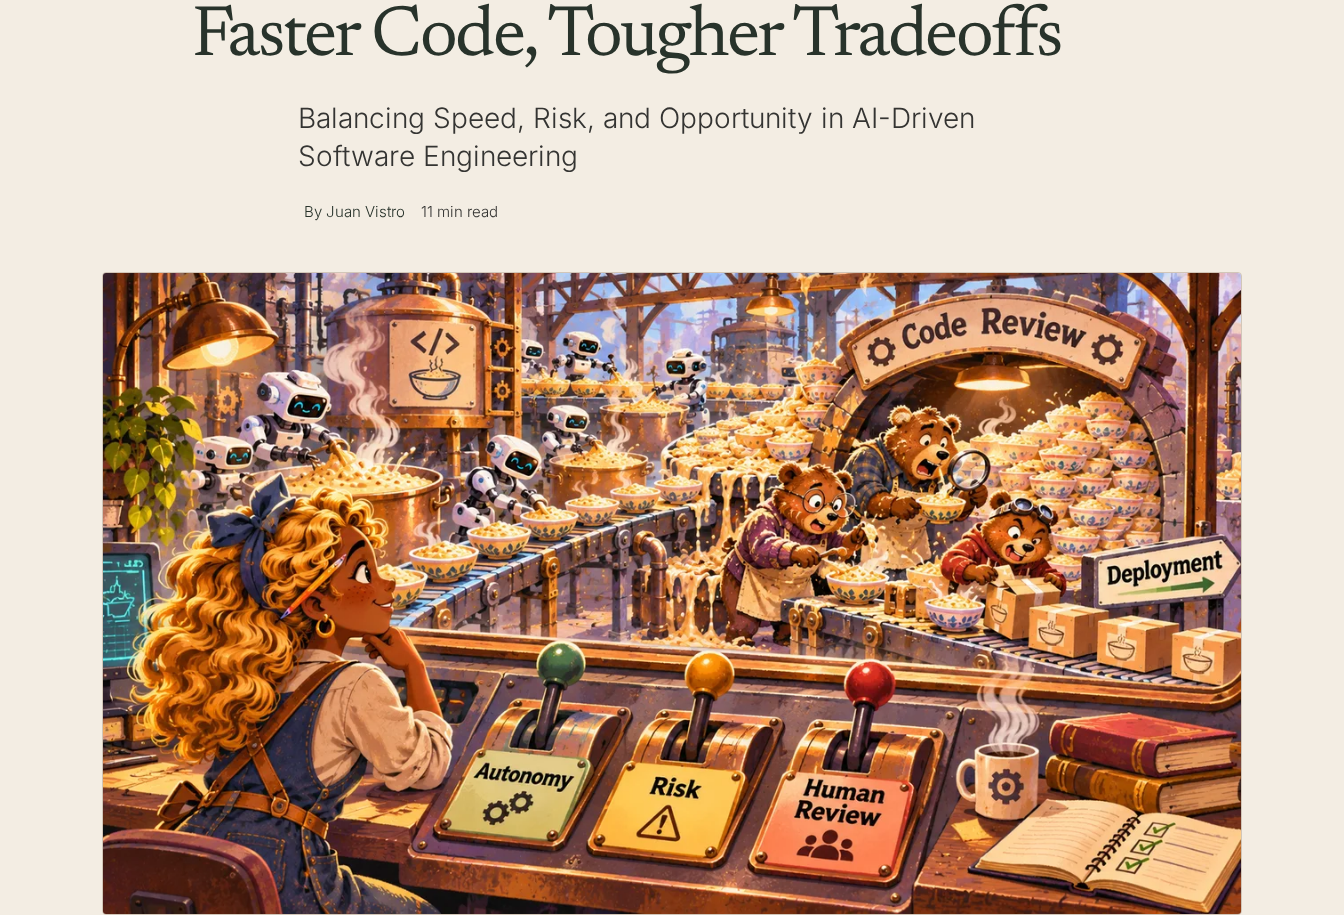 Faster Code, Tougher Tradeoffs
Balancing Speed, Risk, and Opportunity in AI-Driven
Software Engineering
By Juan Vistro 11 min read
</>
Code Review
Deployment
Autonomy
Risk
!
Human
Review